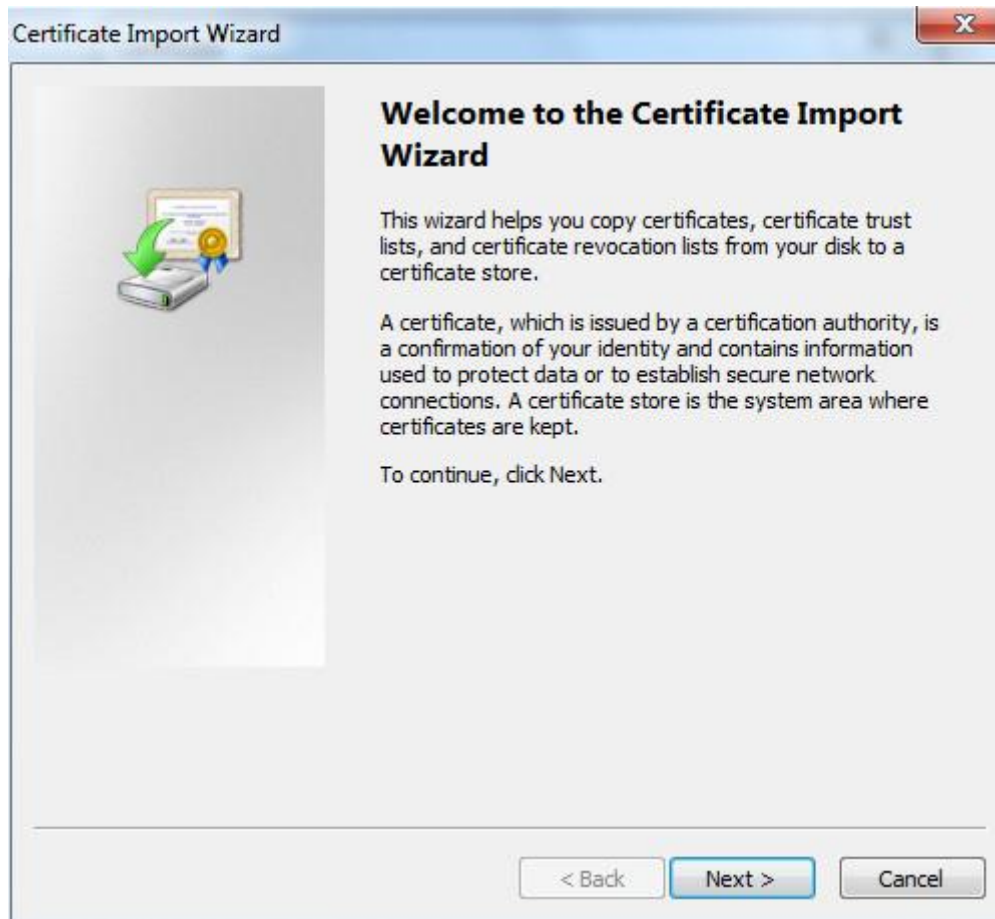 Certificate Import Wizard
Welcome to the Certificate Import
Wizard
This wizard helps you copy certificates, certificate trust
lists, and certificate revocation lists from your disk to a
certificate store.
A certificate, which is issued by a certification authority, is
a confirmation of your identity and contains information
used to protect data or to establish secure network
connections. A certificate store is the system area where
certificates are kept.
To continue, click Next.
< Back Next > Cancel